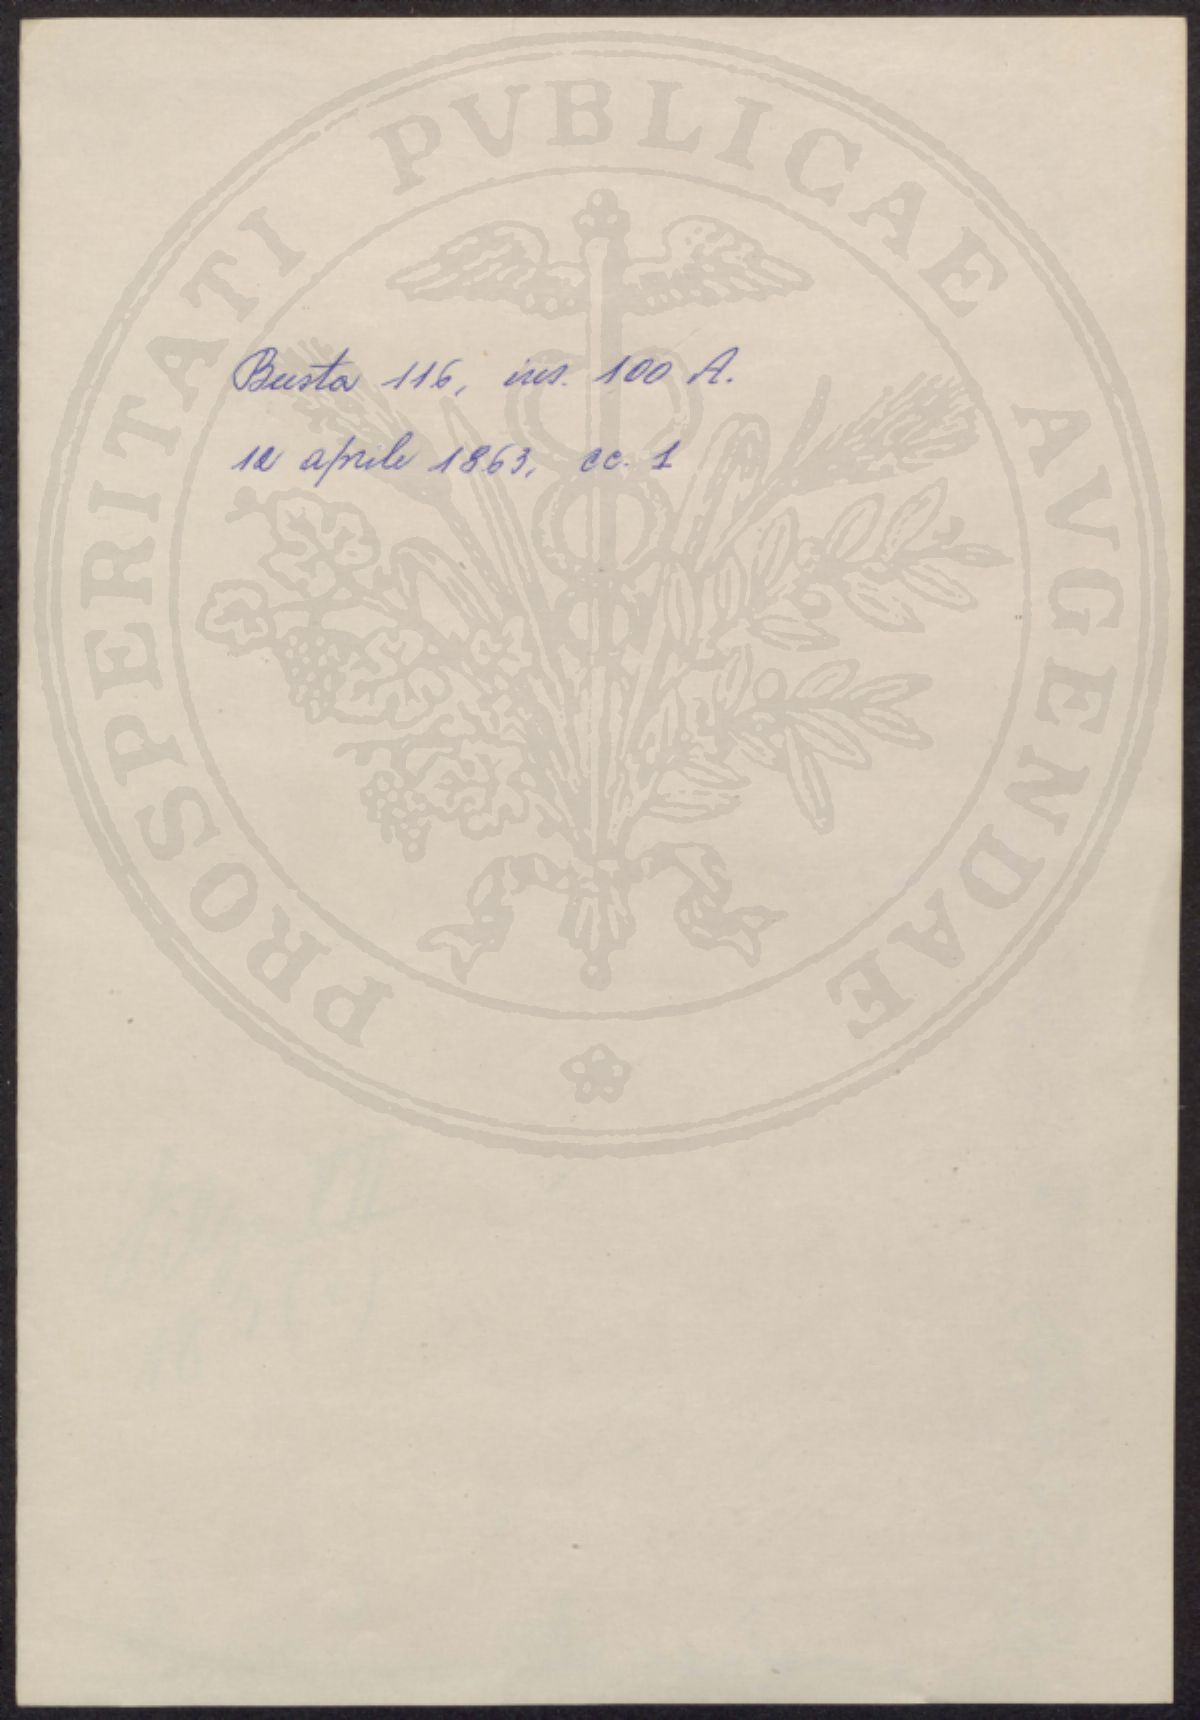 PROSPERITATI PVBLICAE AVGENDAE
Busta 116, ins. 100 A.
12 aprile 1863, cc. 1